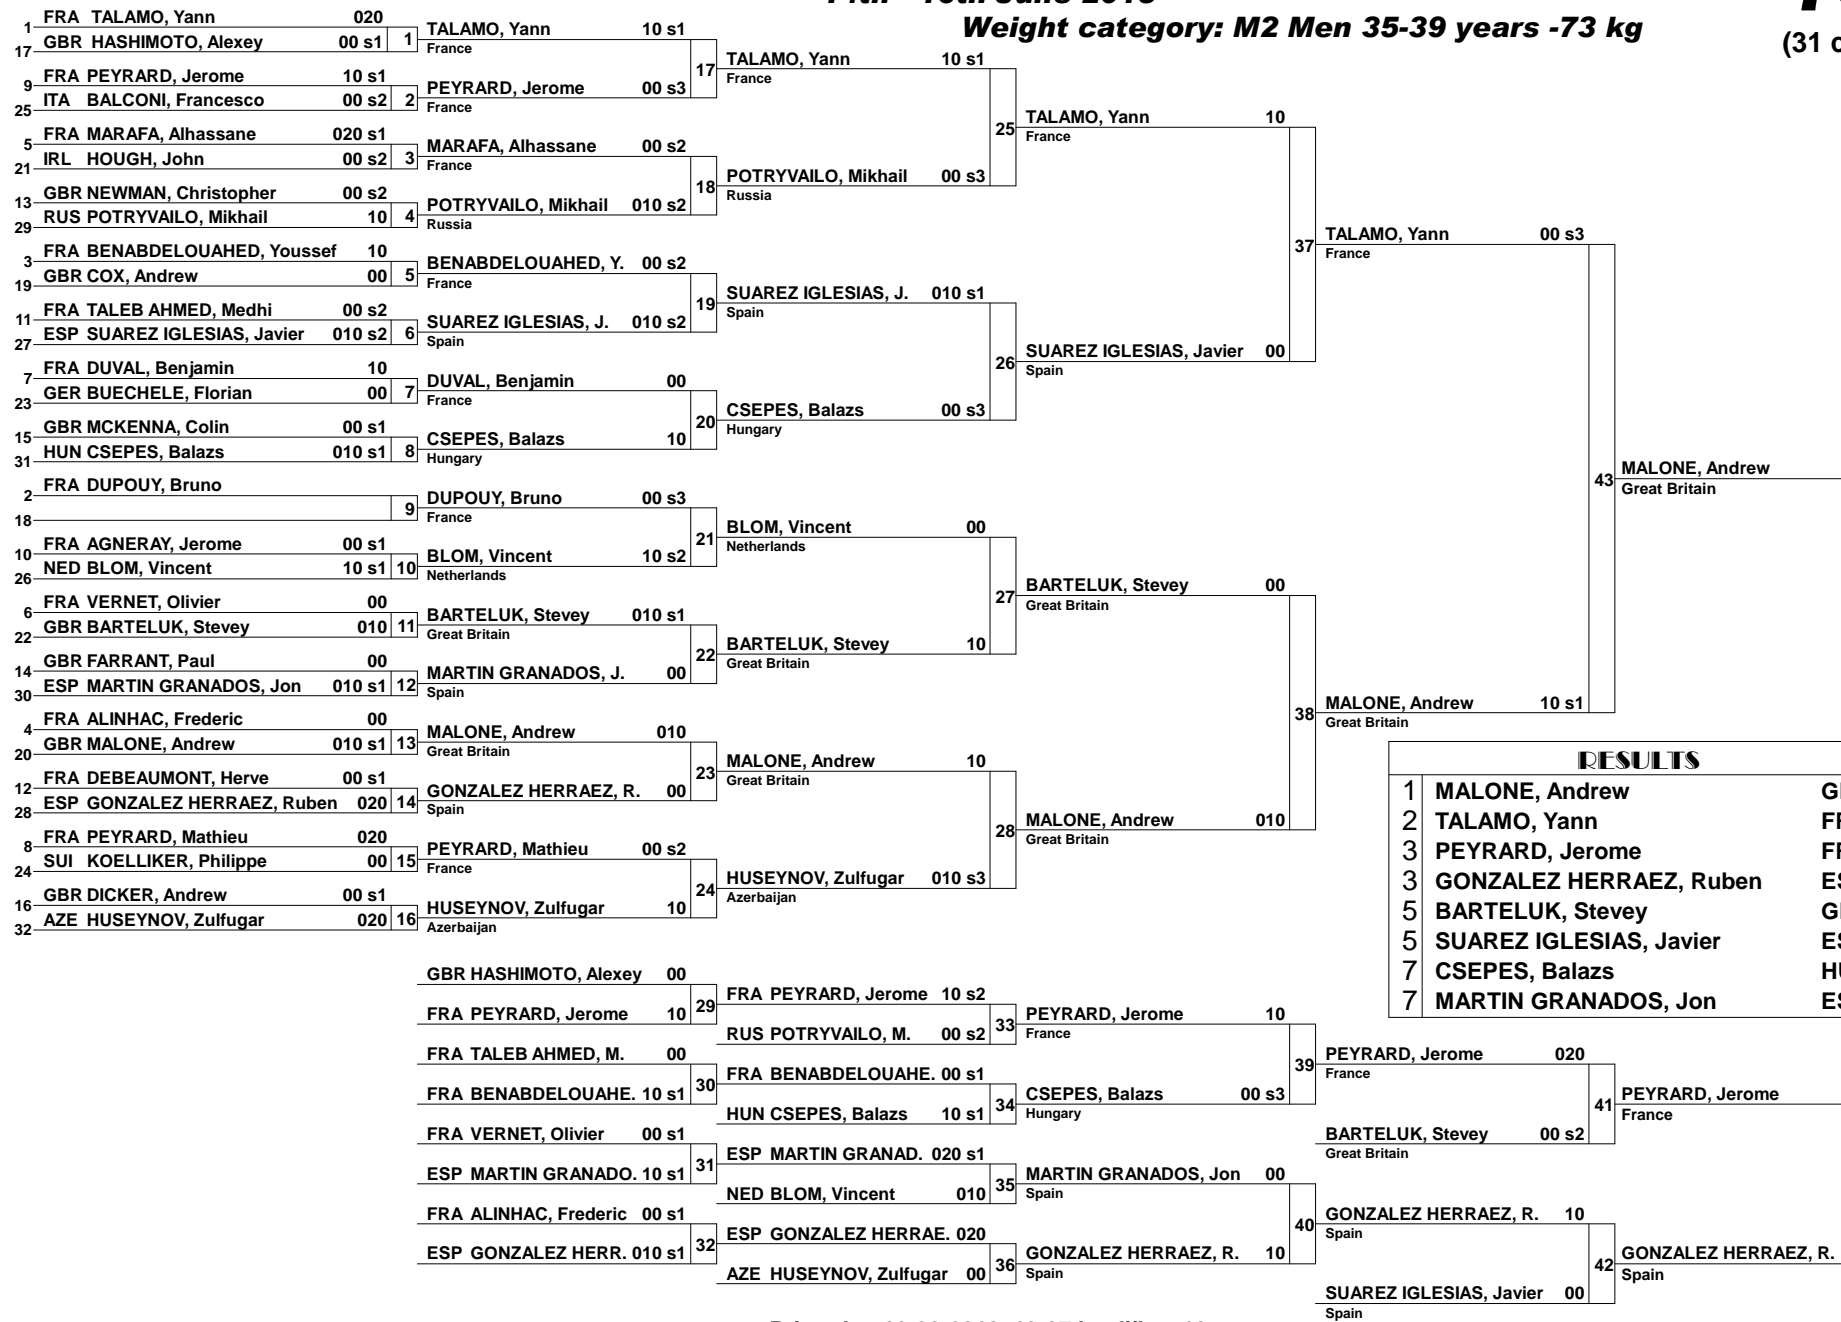 Weight category: M2 Men 35-39 years -73 kg
(31
1 FRA TALAMO, Yann 020
17 GBR HASHIMOTO, Alexey 00 s1 1
9 FRA PEYRARD, Jerome 10 s1
25 ITA BALCONI, Francesco 00 s2 2
5 FRA MARAFA, Alhassane 020 s1
21 IRL HOUGH, John 00 s2 3
13 GBR NEWMAN, Christopher 00 s2
29 RUS POTRYVAILO, Mikhail 10 4
3 FRA BENABDELOUAHED, Youssef 10
19 GBR COX, Andrew 00 5
11 FRA TALEB AHMED, Medhi 00 s2
27 ESP SUAREZ IGLESIAS, Javier 010 s2 6
7 FRA DUVAL, Benjamin 10
23 GER BUECHELE, Florian 00 7
15 GBR MCKENNA, Colin 00 s1
31 HUN CSEPES, Balazs 010 s1 8
2 FRA DUPOUY, Bruno
18 9
10 FRA AGNERAY, Jerome 00 s1
26 NED BLOM, Vincent 10 s1 10
6 FRA VERNET, Olivier 00
22 GBR BARTELUK, Stevey 010 11
14 GBR FARRANT, Paul 00
30 ESP MARTIN GRANADOS, Jon 010 s1 12
4 FRA ALINHAC, Frederic 00
20 GBR MALONE, Andrew 010 s1 13
12 FRA DEBEAUMONT, Herve 00 s1
28 ESP GONZALEZ HERRAEZ, Ruben 020 14
8 FRA PEYRARD, Mathieu 020
24 SUI KOELLIKER, Philippe 00 15
16 GBR DICKER, Andrew 00 s1
32 AZE HUSEYNOV, Zulfugar 020 16
TALAMO, Yann 10 s1
France
17
PEYRARD, Jerome 00 s3
France
MARAFA, Alhassane 00 s2
France
18
POTRYVAILO, Mikhail 010 s2
Russia
BENABDELOUAHED, Y. 00 s2
France
19
SUAREZ IGLESIAS, J. 010 s2
Spain
DUVAL, Benjamin 00
France
20
CSEPES, Balazs 10
Hungary
DUPOUY, Bruno 00 s3
France
21
BLOM, Vincent 10 s2
Netherlands
BARTELUK, Stevey 010 s1
Great Britain
22
MARTIN GRANADOS, J. 00
Spain
MALONE, Andrew 010
Great Britain
23
GONZALEZ HERRAEZ, R. 00
Spain
PEYRARD, Mathieu 00 s2
France
24
HUSEYNOV, Zulfugar 10
Azerbaijan
TALAMO, Yann 10 s1
France
25
POTRYVAILO, Mikhail 00 s3
Russia
SUAREZ IGLESIAS, J. 010 s1
Spain
26
CSEPES, Balazs 00 s3
Hungary
BLOM, Vincent 00
Netherlands
27
BARTELUK, Stevey 10
Great Britain
MALONE, Andrew 10
Great Britain
28
HUSEYNOV, Zulfugar 010 s3
Azerbaijan
TALAMO, Yann 10
France
37
SUAREZ IGLESIAS, Javier 00
Spain
BARTELUK, Stevey 00
Great Britain
38
MALONE, Andrew 010
Great Britain
TALAMO, Yann 00 s3
France
43
MALONE, Andrew 10 s1
Great Britain
MALONE, Andrew
Great Britain
RESULTS
1 MALONE, Andrew
2 TALAMO, Yann
3 PEYRARD, Jerome
3 GONZALEZ HERRAEZ, Ruben
5 BARTELUK, Stevey
5 SUAREZ IGLESIAS, Javier
7 CSEPES, Balazs
7 MARTIN GRANADOS, Jon
GBR HASHIMOTO, Alexey 00
29
FRA PEYRARD, Jerome 10
FRA TALEB AHMED, M. 00
30
FRA BENABDELOUAHE. 10 s1
FRA VERNET, Olivier 00 s1
31
ESP MARTIN GRANADO. 10 s1
FRA ALINHAC, Frederic 00 s1
32
ESP GONZALEZ HERR. 010 s1
FRA PEYRARD, Jerome 10 s2
33
RUS POTRYVAILO, M. 00 s2
FRA BENABDELOUAHE. 00 s1
34
HUN CSEPES, Balazs 10 s1
ESP MARTIN GRANAD. 020 s1
35
NED BLOM, Vincent 010
ESP GONZALEZ HERRAE. 020
36
AZE HUSEYNOV, Zulfugar 00
PEYRARD, Jerome 10
France
39
CSEPES, Balazs 00 s3
Hungary
MARTIN GRANADOS, Jon 00
Spain
40
GONZALEZ HERRAEZ, R. 10
Spain
PEYRARD, Jerome 020
France
41
BARTELUK, Stevey 00 s2
Great Britain
GONZALEZ HERRAEZ, R. 10
Spain
42
SUAREZ IGLESIAS, Javier 00
Spain
PEYRARD, Jerome
France
GONZALEZ HERRAEZ, R.
Spain